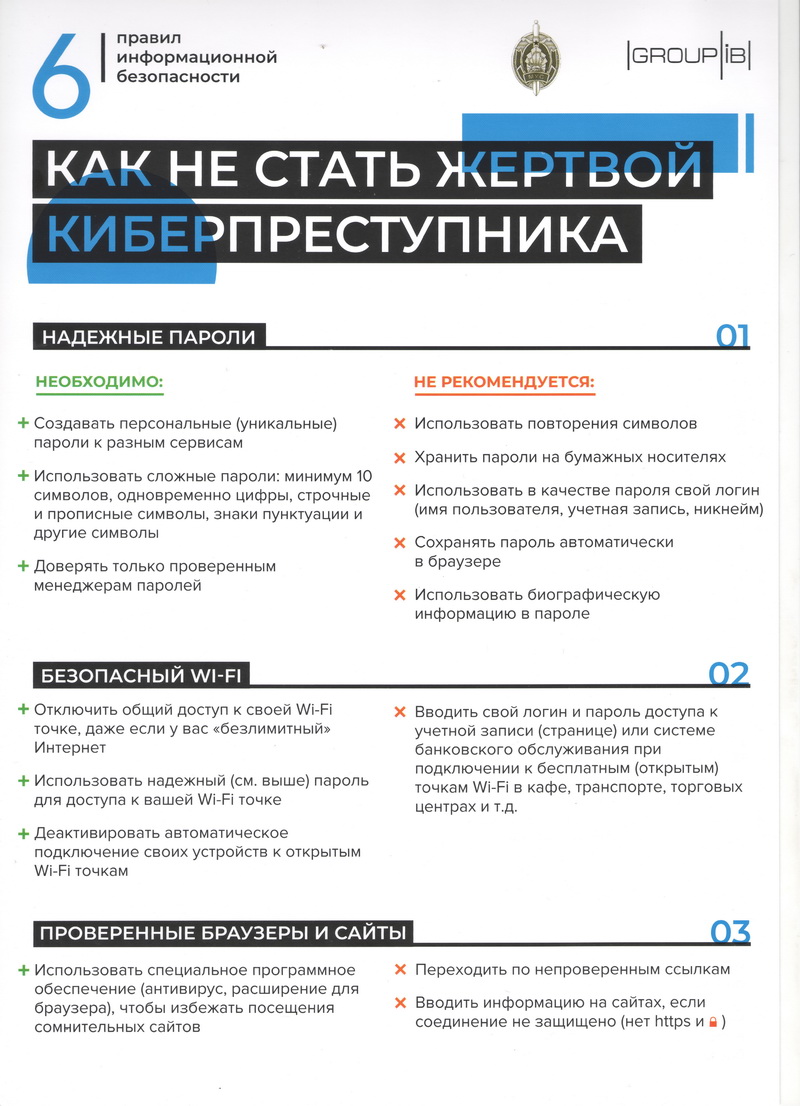 6
правил
информационной
безопасности
|GROUP|iB|
КАК НЕ СТАТЬ ЖЕРТВОЙ
КИБЕРПРЕСТУПНИКА
НАДЕЖНЫЕ ПАРОЛИ
01
НЕОБХОДИМО:
+ Создавать персональные (уникальные)
пароли к разным сервисам
+ Использовать сложные пароли: минимум 10
символов, одновременно цифры, строчные
и прописные символы, знаки пунктуации и
другие символы
+ Доверять только проверенным
менеджерам паролей
НЕ РЕКОМЕНДУЕТСЯ:
× Использовать повторения символов
× Хранить пароли на бумажных носителях
× Использовать в качестве пароля свой логин
(имя пользователя, учетная запись, никнейм)
× Сохранять пароль автоматически
в браузере
× Использовать биографическую
информацию в пароле
БЕЗОПАСНЫЙ WI-FI
02
+ Отключить общий доступ к своей Wi-Fi
точке, даже если у вас «безлимитный»
Интернет
+ Использовать надежный (см. выше) пароль
для доступа к вашей Wi-Fi точке
+ Деактивировать автоматическое
подключение своих устройств к открытым
Wi-Fi точкам
× Вводить свой логин и пароль доступа к
учетной записи (странице) или системе
банковского обслуживания при
подключении к бесплатным (открытым)
точкам Wi-Fi в кафе, транспорте, торговых
центрах и т.д.
ПРОВЕРЕННЫЕ БРАУЗЕРЫ И САЙТЫ
03
+ Использовать специальное программное
обеспечение (антивирус, расширение для
браузера), чтобы избежать посещения
сомнительных сайтов
× Переходить по непроверенным ссылкам
× Вводить информацию на сайтах, если
соединение не защищено (нет https и 🔒 )